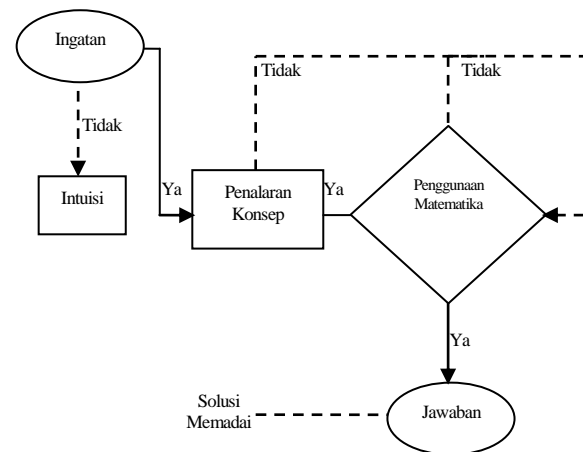 Ingatan
Tidak
Tidak
Tidak
Intuisi
Ya
Penalaran
Konsep
Ya
Penggunaan
Matematika
Ya
Solusi
Memadai
Jawaban